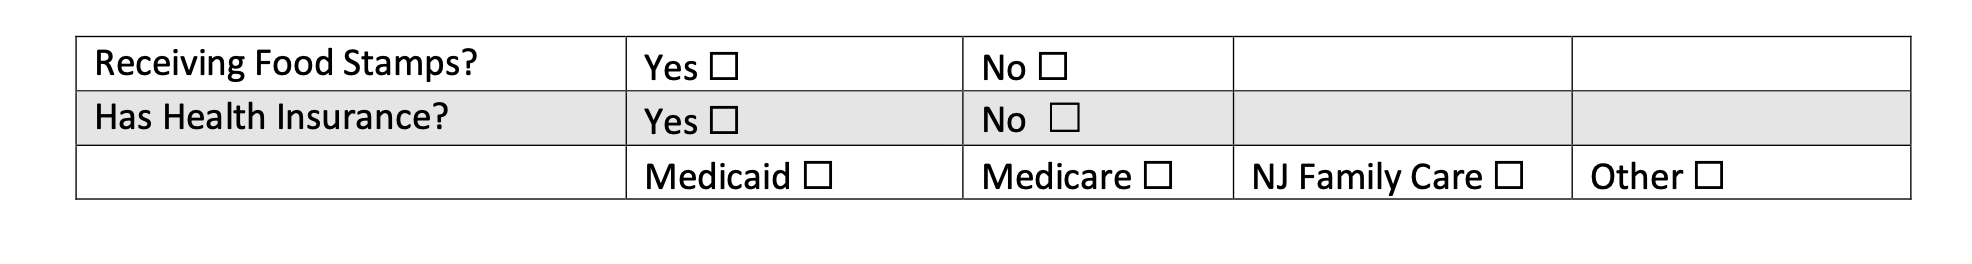 Receiving Food Stamps? Yes ☐ No ☐
Has Health Insurance? Yes ☐ No ☐
Medicaid ☐ Medicare ☐ NJ Family Care ☐ Other ☐